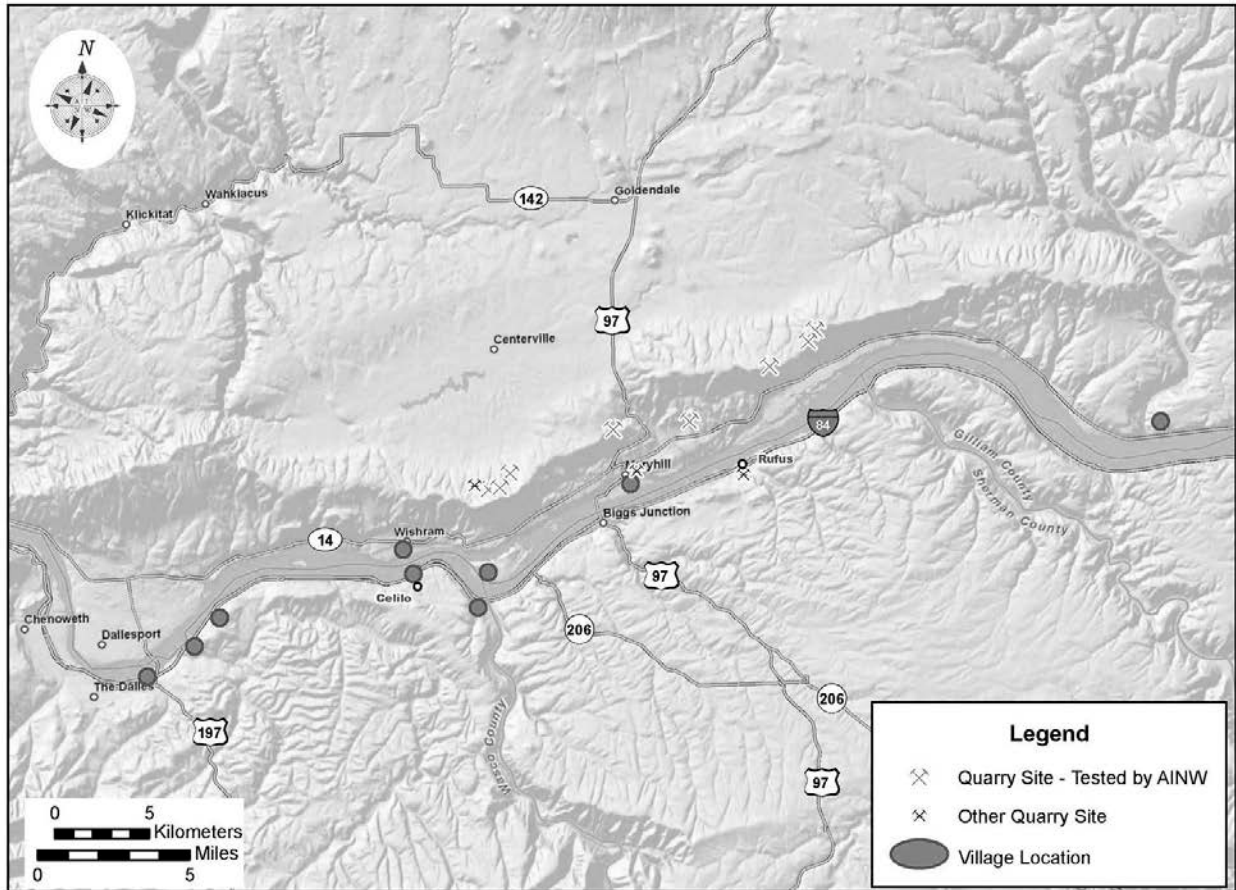 N
Wahkiacus
Klickitat
142
Goldendale
97
Centerville
84
Maryhill
Rufus
Gilliam County
Sherman County
Biggs Junction
Wishram
14
Celilo
97
Chenoweth
Dallesport
206
The Dalles
197
Wasco County
206
97
Legend
Quarry Site - Tested by AINW
Other Quarry Site
Village Location
0 5
Kilometers
Miles
0 5